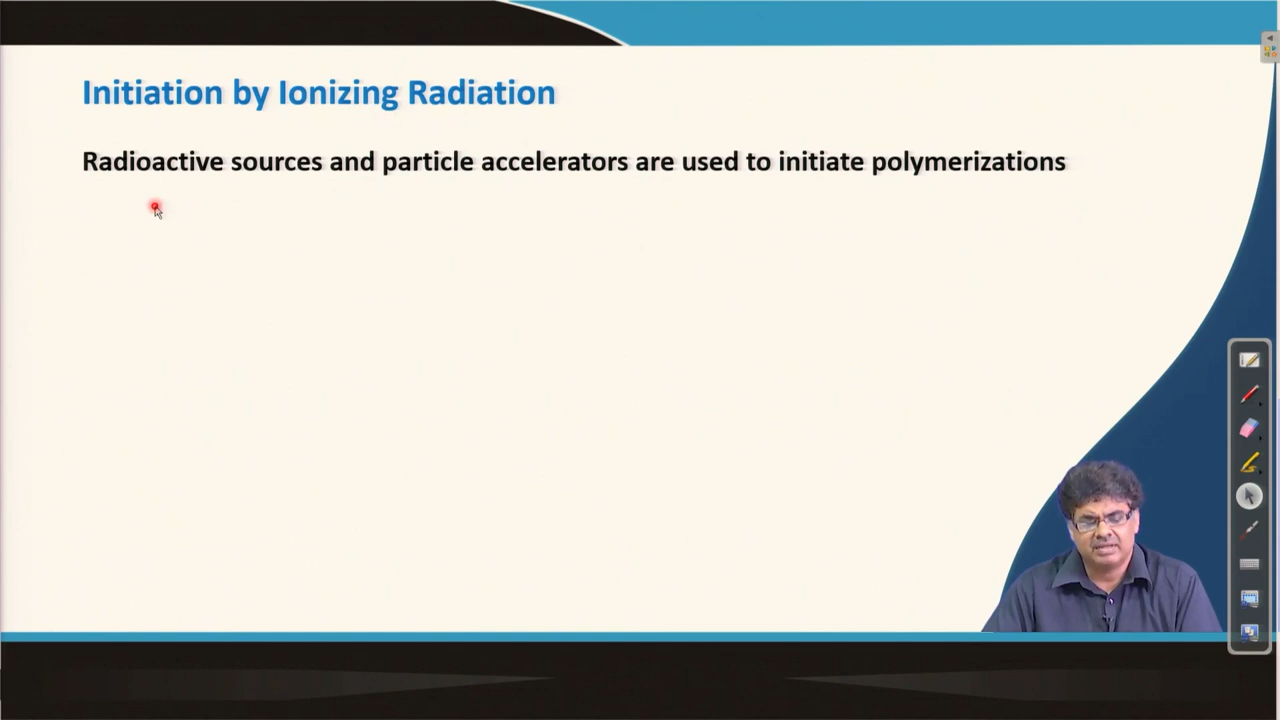 Initiation by Ionizing Radiation
Radioactive sources and particle accelerators are used to initiate polymerizations